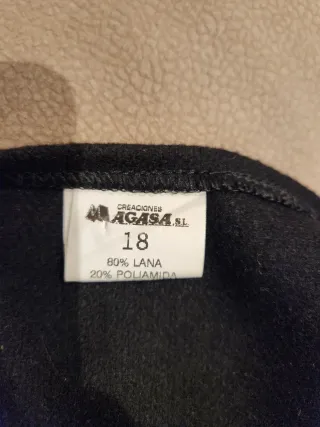 CREACIONES
MAGASA, S.L.
18
80% LANA
20% POLIAMIDA